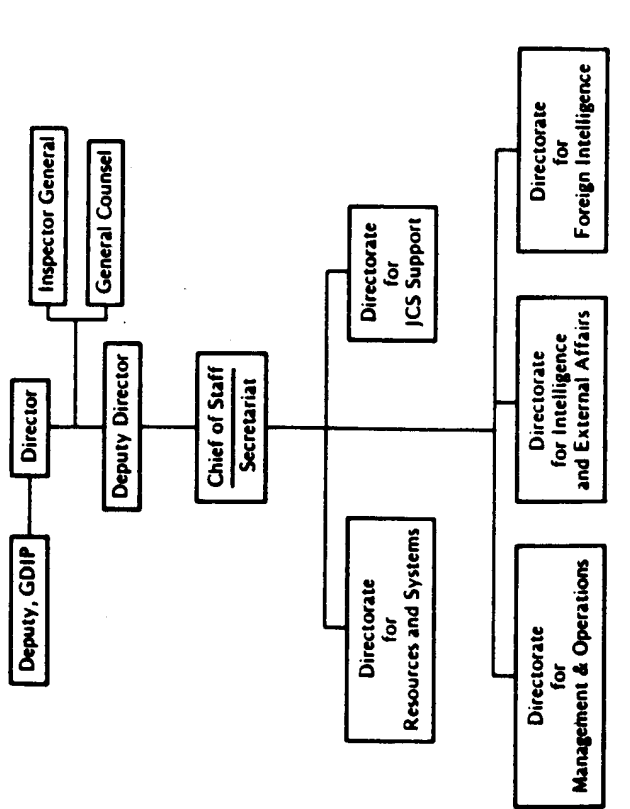 Deputy, GDIP
Director
Inspector General
General Counsel
Deputy Director
Chief of Staff
Secretariat
Directorate
for
Resources and Systems
Directorate
for
JCS Support
Directorate
for
Management & Operations
Directorate
for Intelligence
and External Affairs
Directorate
for
Foreign Intelligence